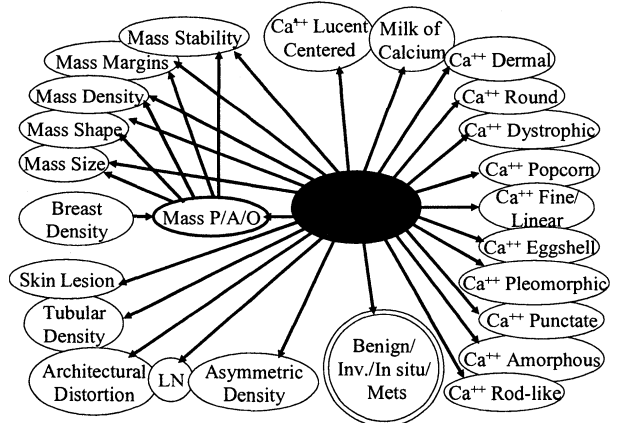 Mass Stability
Ca⁺⁺ Lucent
Centered
Milk of
Calcium
Mass Margins
Ca⁺⁺ Dermal
Mass Density
Ca⁺⁺ Round
Mass Shape
Ca⁺⁺ Dystrophic
Mass Size
Ca⁺⁺ Popcorn
Breast
Density
Mass P/A/O
Ca⁺⁺ Fine/
Linear
Ca⁺⁺ Eggshell
Skin Lesion
Ca⁺⁺ Pleomorphic
Tubular
Density
Ca⁺⁺ Punctate
Architectural
Distortion
LN
Asymmetric
Density
Benign/
Inv./In situ/
Mets
Ca⁺⁺ Amorphous
Ca⁺⁺ Rod-like